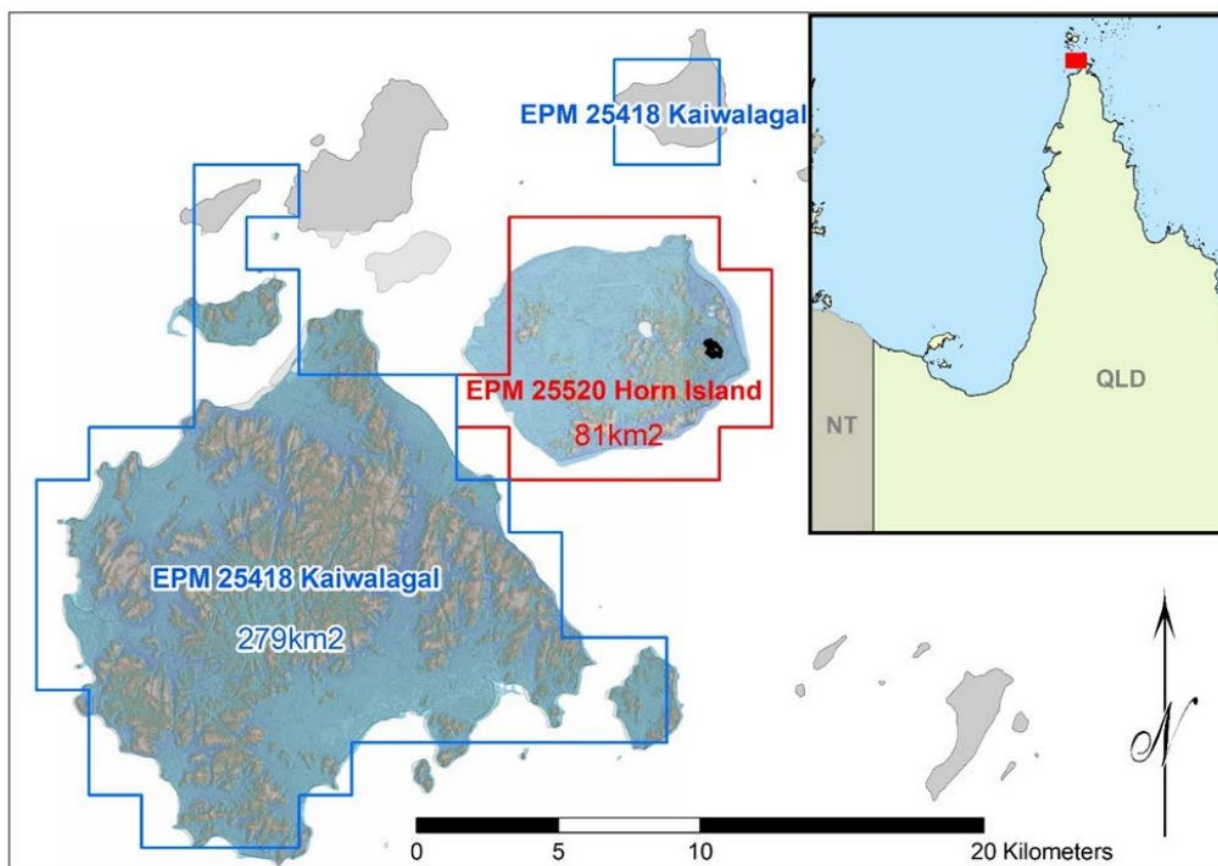 EPM 25418 Kaiwalagal
QLD
NT
EPM 25520 Horn Island
81km2
EPM 25418 Kaiwalagal
279km2
N
0 5 10 20 Kilometers